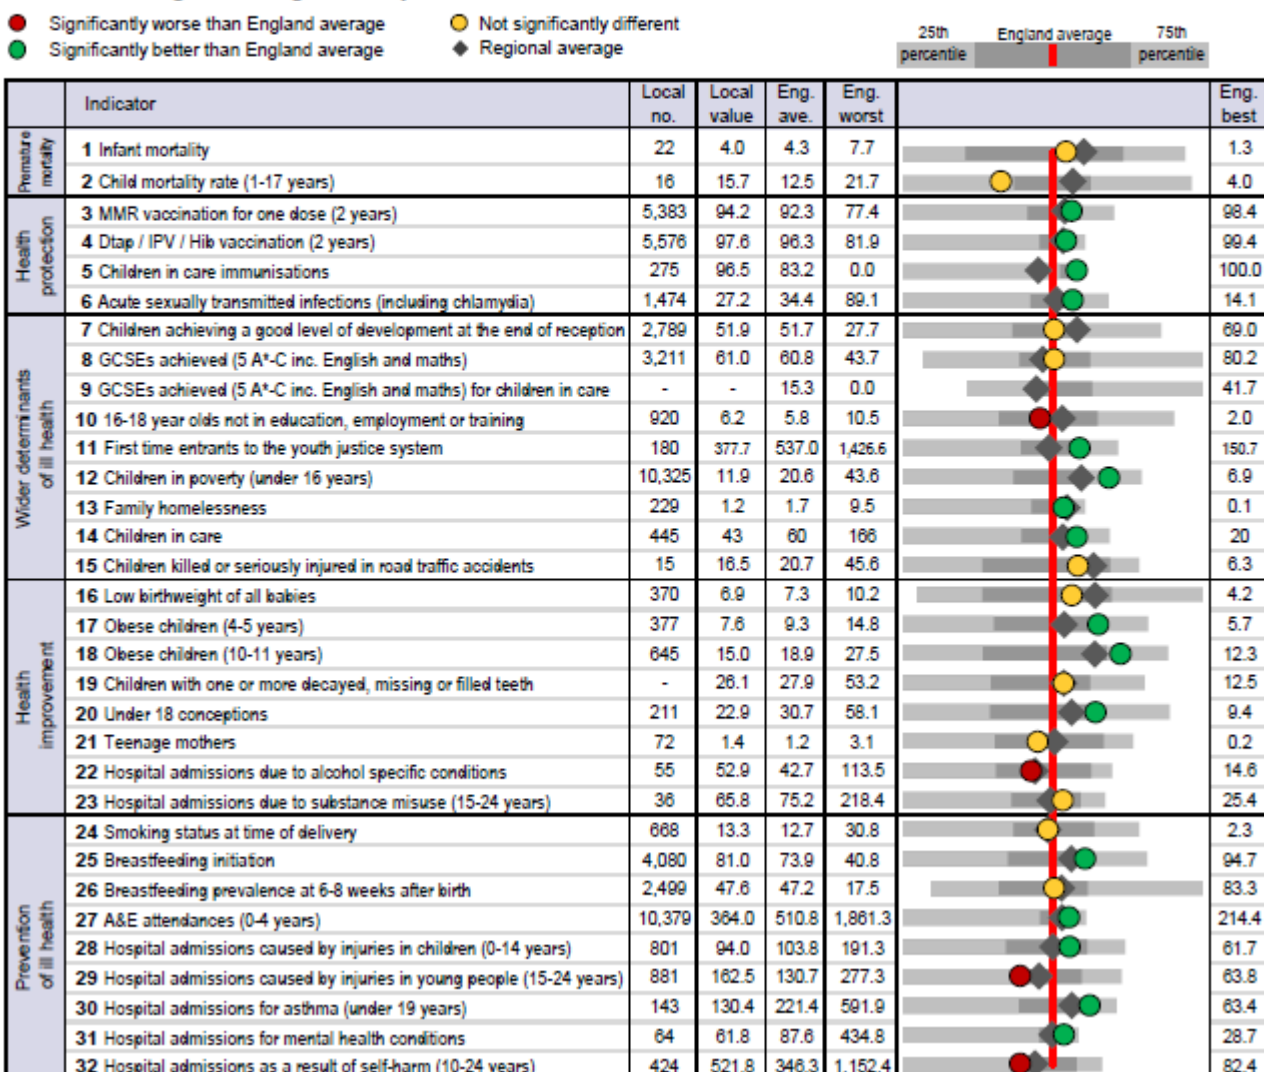 Significantly worse than England average
Not significantly different
Significantly better than England average
Regional average
25th percentile England average 75th percentile
Indicator Local no. Local value Eng. ave. Eng. worst Eng. best
Premature mortality
1 Infant mortality 22 4.0 4.3 7.7 1.3
2 Child mortality rate (1-17 years) 16 15.7 12.5 21.7 4.0
Health protection
3 MMR vaccination for one dose (2 years) 5,383 94.2 92.3 77.4 98.4
4 Dtap / IPV / Hib vaccination (2 years) 5,576 97.6 96.3 81.9 99.4
5 Children in care immunisations 275 96.5 83.2 0.0 100.0
6 Acute sexually transmitted infections (including chlamydia) 1,474 27.2 34.4 89.1 14.1
Wider determinants of ill health
7 Children achieving a good level of development at the end of reception 2,789 51.9 51.7 27.7 69.0
8 GCSEs achieved (5 A*-C inc. English and maths) 3,211 61.0 60.8 43.7 80.2
9 GCSEs achieved (5 A*-C inc. English and maths) for children in care - - 15.3 0.0 41.7
10 16-18 year olds not in education, employment or training 920 6.2 5.8 10.5 2.0
11 First time entrants to the youth justice system 180 377.7 537.0 1,426.6 150.7
12 Children in poverty (under 16 years) 10,325 11.9 20.6 43.6 6.9
13 Family homelessness 229 1.2 1.7 9.5 0.1
14 Children in care 445 43 60 166 20
15 Children killed or seriously injured in road traffic accidents 15 16.5 20.7 45.6 6.3
Health improvement
16 Low birthweight of all babies 370 6.9 7.3 10.2 4.2
17 Obese children (4-5 years) 377 7.6 9.3 14.8 5.7
18 Obese children (10-11 years) 645 15.0 18.9 27.5 12.3
19 Children with one or more decayed, missing or filled teeth - 26.1 27.9 53.2 12.5
20 Under 18 conceptions 211 22.9 30.7 58.1 9.4
21 Teenage mothers 72 1.4 1.2 3.1 0.2
22 Hospital admissions due to alcohol specific conditions 55 52.9 42.7 113.5 14.6
23 Hospital admissions due to substance misuse (15-24 years) 36 65.8 75.2 218.4 25.4
Prevention of ill health
24 Smoking status at time of delivery 668 13.3 12.7 30.8 2.3
25 Breastfeeding initiation 4,080 81.0 73.9 40.8 94.7
26 Breastfeeding prevalence at 6-8 weeks after birth 2,499 47.6 47.2 17.5 83.3
27 A&E attendances (0-4 years) 10,379 364.0 510.8 1,861.3 214.4
28 Hospital admissions caused by injuries in children (0-14 years) 801 94.0 103.8 191.3 61.7
29 Hospital admissions caused by injuries in young people (15-24 years) 881 162.5 130.7 277.3 63.8
30 Hospital admissions for asthma (under 19 years) 143 130.4 221.4 591.9 63.4
31 Hospital admissions for mental health conditions 64 61.8 87.6 434.8 28.7
32 Hospital admissions as a result of self-harm (10-24 years) 424 521.8 346.3 1,152.4 82.4